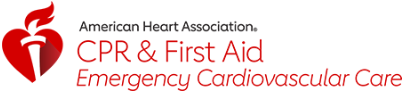 American Heart Association®
CPR & First Aid
Emergency Cardiovascular Care